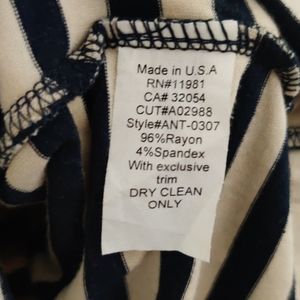 Made in U.S.A
RN#11981
CA# 32054
CUT#A02988
Style#ANT-0307
96%Rayon
4%Spandex
With exclusive
trim
DRY CLEAN
ONLY